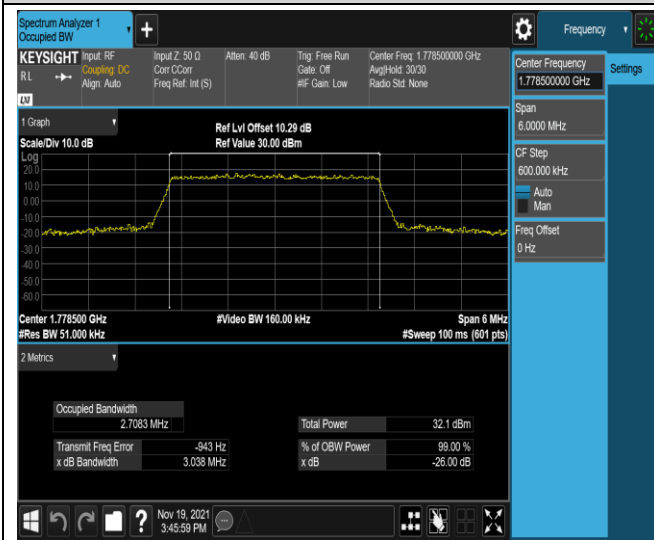 Spectrum Analyzer 1
Occupied BW
+
Frequency
KEYSIGHT
RL
LXI
Input: RF
Coupling: DC
Align: Auto
Input Z: 50 Ω
Corr CCorr
Freq Ref: Int (S)
Atten: 40 dB
Trig: Free Run
Gate: Off
#IF Gain: Low
Center Freq: 1.778500000 GHz
Avg|Hold: 30/30
Radio Std: None
Center Frequency
1.778500000 GHz
Settings
Span
6.0000 MHz
CF Step
600.000 kHz
Auto
Man
Freq Offset
0 Hz
1 Graph
Scale/Div 10.0 dB
Ref Lvl Offset 10.29 dB
Ref Value 30.00 dBm
Log
20.0
10.0
0.00
-10.0
-20.0
-30.0
-40.0
-50.0
-60.0
Center 1.778500 GHz
#Video BW 160.00 kHz
Span 6 MHz
#Res BW 51.000 kHz
#Sweep 100 ms (601 pts)
2 Metrics
Occupied Bandwidth
2.7083 MHz
Total Power 32.1 dBm
Transmit Freq Error -943 Hz
% of OBW Power 99.00 %
x dB Bandwidth 3.038 MHz
x dB -26.00 dB
?
Nov 19, 2021
3:45:59 PM